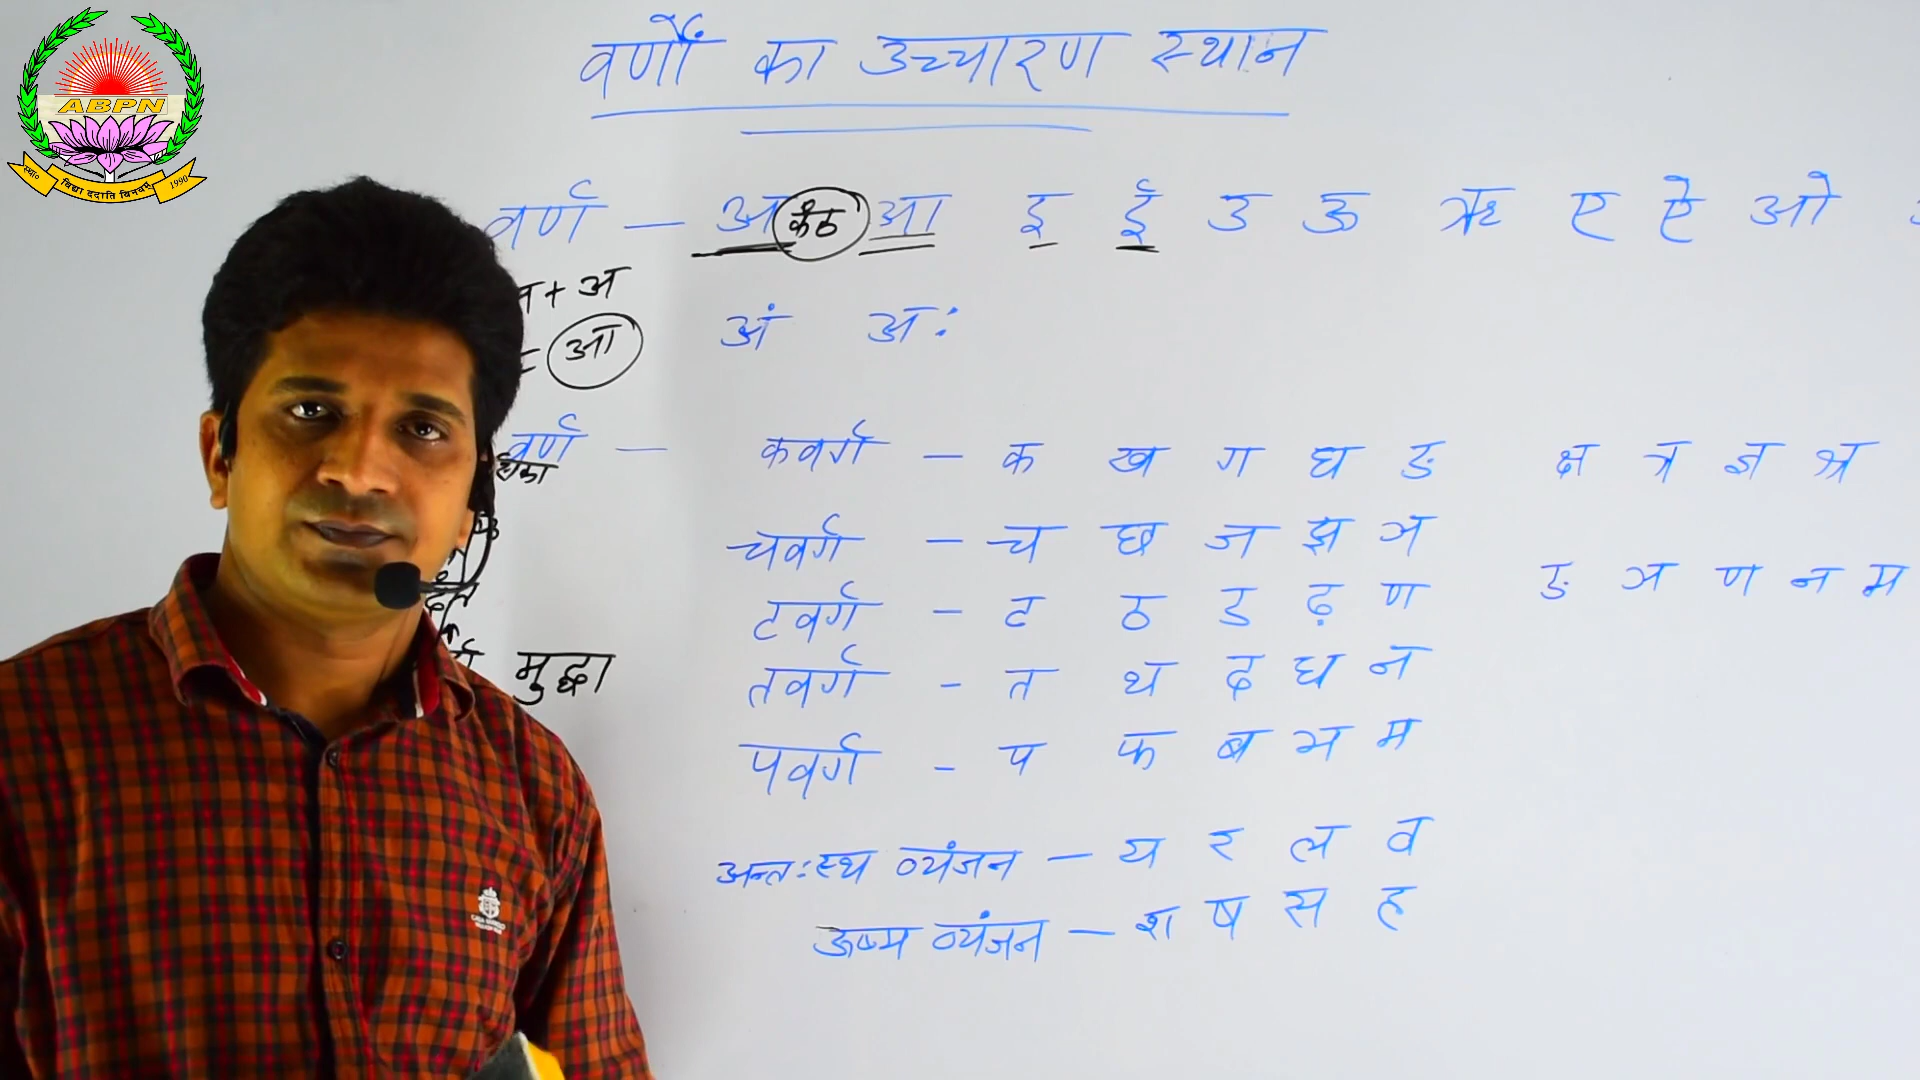 ABPN
विद्या ददाति विनयम्
1990
वर्णों का उच्चारण स्थान
वर्ण — अ कंठ आ इ ई उ ऊ ऋ ए ऐ ओ
+ अ
= आ
अं अः
वर्ण — कवर्ग — क ख ग घ ङ क्ष त्र ज्ञ श्र
चवर्ग — च छ ज झ ञ
ङ ञ ण न म
टवर्ग — ट ठ ड ढ़ ण
मुद्धा
तवर्ग - त थ द घ न
पवर्ग - प फ ब भ म
अन्तःस्थ व्यंजन — य र ल व
ऊष्म व्यंजन — श ष स ह